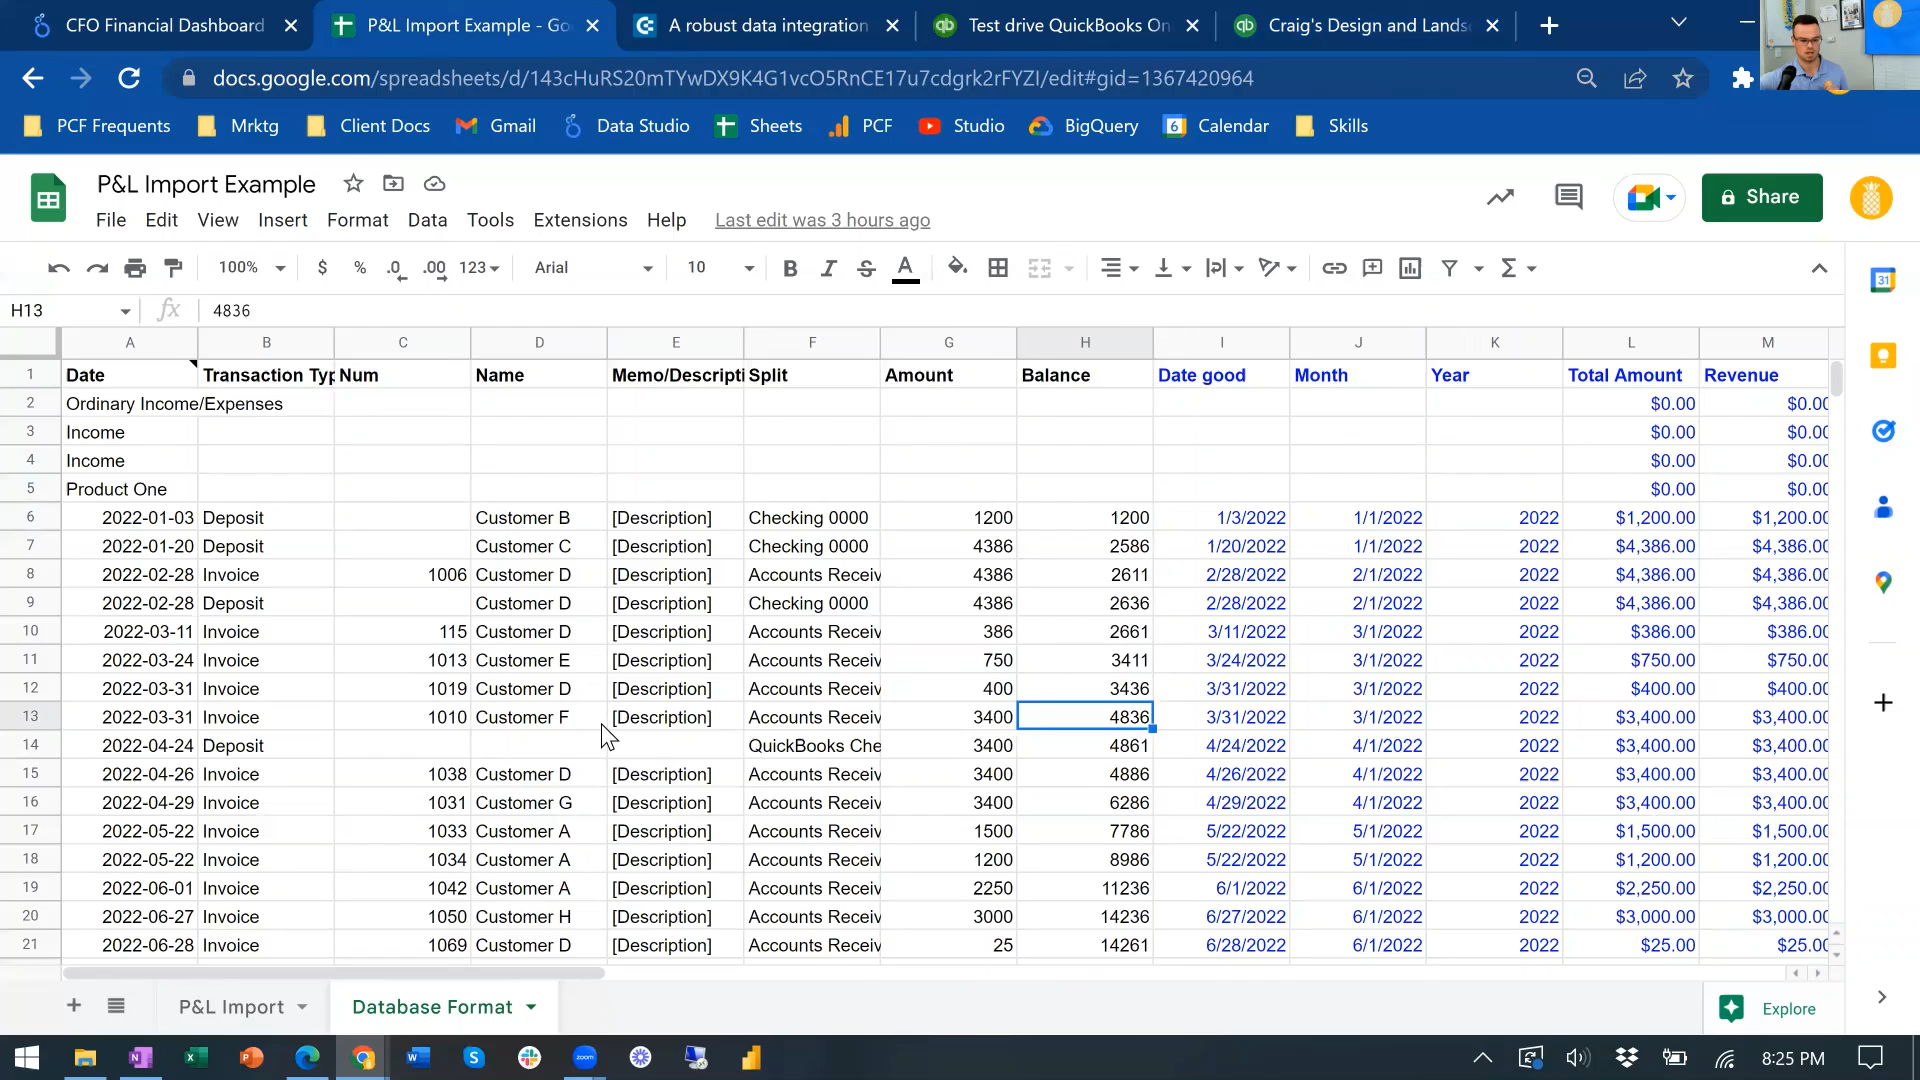 CFO Financial Dashboard
P&L Import Example - Go
A robust data integration
Test drive QuickBooks On
Craig's Design and Lands
docs.google.com/spreadsheets/d/143cHuRS20mTYwDX9K4G1vcO5RnCE17u7cdgrk2rFYZI/edit#gid=1367420964
PCF Frequents Mrktg Client Docs Gmail Data Studio Sheets PCF Studio BigQuery 6 Calendar Skills
P&L Import Example
Share
File Edit View Insert Format Data Tools Extensions Help Last edit was 3 hours ago
100% $ % .0 .00 123 Arial 10 B I S A
31
H13 fx 4836
A B C D E F G H I J K L M
1 Date Transaction Typ Num Name Memo/Descripti Split Amount Balance Date good Month Year Total Amount Revenue
2 Ordinary Income/Expenses $0.00 $0.00
3 Income $0.00 $0.00
4 Income $0.00 $0.00
5 Product One $0.00 $0.00
6 2022-01-03 Deposit Customer B [Description] Checking 0000 1200 1200 1/3/2022 1/1/2022 2022 $1,200.00 $1,200.00
7 2022-01-20 Deposit Customer C [Description] Checking 0000 4386 2586 1/20/2022 1/1/2022 2022 $4,386.00 $4,386.00
8 2022-02-28 Invoice 1006 Customer D [Description] Accounts Receiv 4386 2611 2/28/2022 2/1/2022 2022 $4,386.00 $4,386.00
9 2022-02-28 Deposit Customer D [Description] Checking 0000 4386 2636 2/28/2022 2/1/2022 2022 $4,386.00 $4,386.00
10 2022-03-11 Invoice 115 Customer D [Description] Accounts Receiv 386 2661 3/11/2022 3/1/2022 2022 $386.00 $386.00
11 2022-03-24 Invoice 1013 Customer E [Description] Accounts Receiv 750 3411 3/24/2022 3/1/2022 2022 $750.00 $750.00
12 2022-03-31 Invoice 1019 Customer D [Description] Accounts Receiv 400 3436 3/31/2022 3/1/2022 2022 $400.00 $400.00
13 2022-03-31 Invoice 1010 Customer F [Description] Accounts Receiv 3400 4836 3/31/2022 3/1/2022 2022 $3,400.00 $3,400.00
14 2022-04-24 Deposit QuickBooks Che 3400 4861 4/24/2022 4/1/2022 2022 $3,400.00 $3,400.00
15 2022-04-26 Invoice 1038 Customer D [Description] Accounts Receiv 3400 4886 4/26/2022 4/1/2022 2022 $3,400.00 $3,400.00
16 2022-04-29 Invoice 1031 Customer G [Description] Accounts Receiv 3400 6286 4/29/2022 4/1/2022 2022 $3,400.00 $3,400.00
17 2022-05-22 Invoice 1033 Customer A [Description] Accounts Receiv 1500 7786 5/22/2022 5/1/2022 2022 $1,500.00 $1,500.00
18 2022-05-22 Invoice 1034 Customer A [Description] Accounts Receiv 1200 8986 5/22/2022 5/1/2022 2022 $1,200.00 $1,200.00
19 2022-06-01 Invoice 1042 Customer A [Description] Accounts Receiv 2250 11236 6/1/2022 6/1/2022 2022 $2,250.00 $2,250.00
20 2022-06-27 Invoice 1050 Customer H [Description] Accounts Receiv 3000 14236 6/27/2022 6/1/2022 2022 $3,000.00 $3,000.00
21 2022-06-28 Invoice 1069 Customer D [Description] Accounts Receiv 25 14261 6/28/2022 6/1/2022 2022 $25.00 $25.00
P&L Import Database Format Explore
8:25 PM